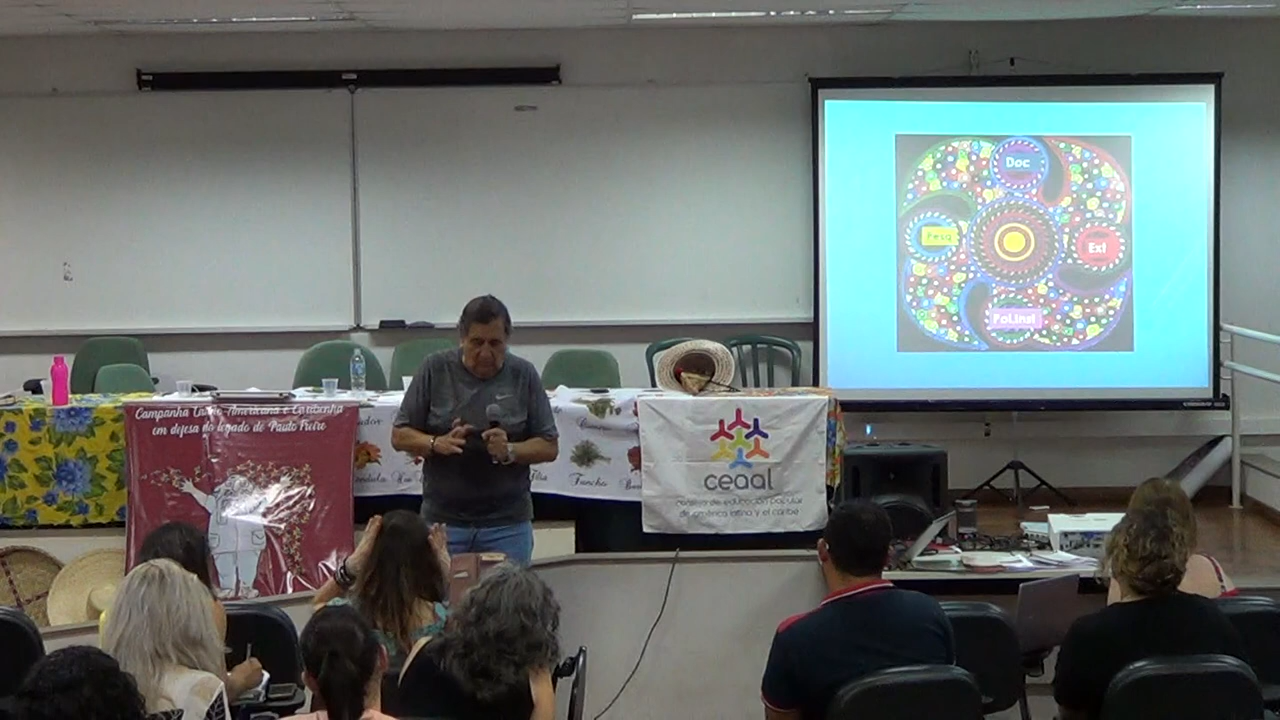 Doc
Pesq
Ext
PoLInst
Campanha Latino Americana e Caribenha
em defesa do legado de Paulo Freire
Funcho
ceaal
consejo de educación popular
de américa latina y el caribe